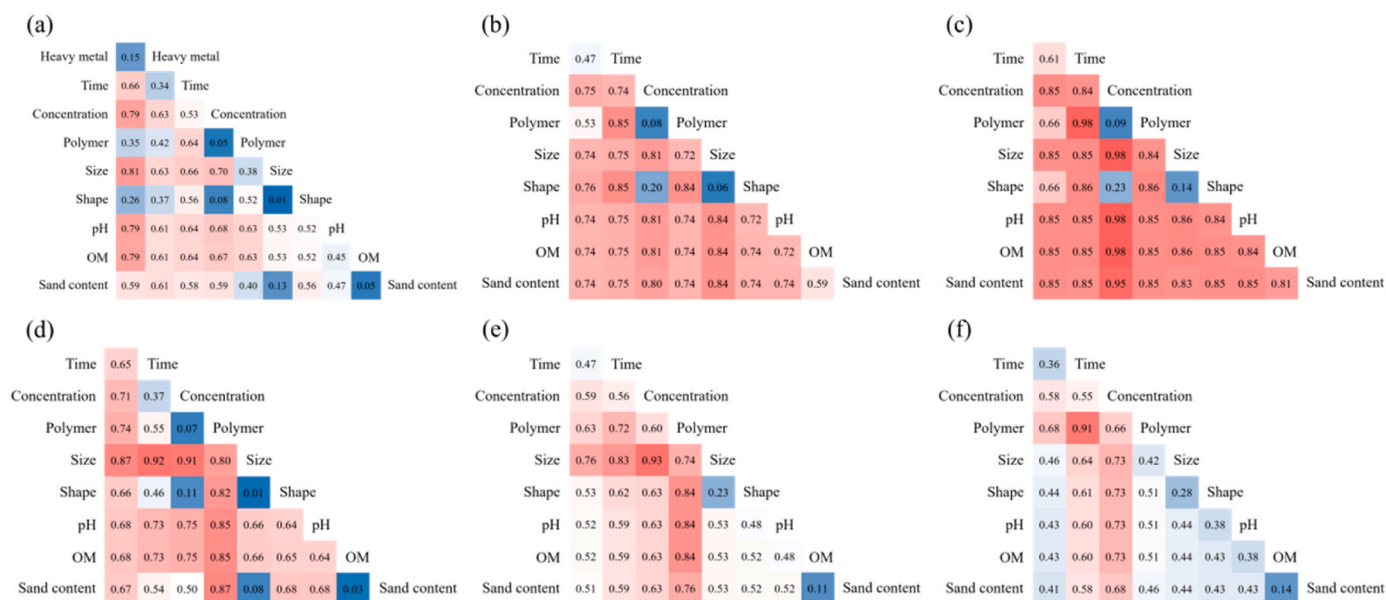 (a)
Heavy metal 0.15 Heavy metal
Time 0.66 0.34 Time
Concentration 0.79 0.63 0.53 Concentration
Polymer 0.35 0.42 0.64 0.05 Polymer
Size 0.81 0.63 0.66 0.70 0.38 Size
Shape 0.26 0.37 0.56 0.08 0.52 0.01 Shape
pH 0.79 0.61 0.64 0.68 0.63 0.53 0.52 pH
OM 0.79 0.61 0.64 0.67 0.63 0.53 0.52 0.45 OM
Sand content 0.59 0.61 0.58 0.59 0.40 0.13 0.56 0.47 0.05 Sand content
(b)
Time 0.47 Time
Concentration 0.75 0.74 Concentration
Polymer 0.53 0.85 0.08 Polymer
Size 0.74 0.75 0.81 0.72 Size
Shape 0.76 0.85 0.20 0.84 0.06 Shape
pH 0.74 0.75 0.81 0.74 0.84 0.72 pH
OM 0.74 0.75 0.81 0.74 0.84 0.74 0.72 OM
Sand content 0.74 0.75 0.80 0.74 0.84 0.74 0.74 0.59 Sand content
(c)
Time 0.61 Time
Concentration 0.85 0.84 Concentration
Polymer 0.66 0.98 0.09 Polymer
Size 0.85 0.85 0.98 0.84 Size
Shape 0.66 0.86 0.23 0.86 0.14 Shape
pH 0.85 0.85 0.98 0.85 0.86 0.84 pH
OM 0.85 0.85 0.98 0.85 0.86 0.85 0.84 OM
Sand content 0.85 0.85 0.95 0.85 0.83 0.85 0.85 0.81 Sand content
(d)
Time 0.65 Time
Concentration 0.71 0.37 Concentration
Polymer 0.74 0.55 0.07 Polymer
Size 0.87 0.92 0.91 0.80 Size
Shape 0.66 0.46 0.11 0.82 0.01 Shape
pH 0.68 0.73 0.75 0.85 0.66 0.64 pH
OM 0.68 0.73 0.75 0.85 0.66 0.65 0.64 OM
Sand content 0.67 0.54 0.50 0.87 0.08 0.68 0.68 0.03 Sand content
(e)
Time 0.47 Time
Concentration 0.59 0.56 Concentration
Polymer 0.63 0.72 0.60 Polymer
Size 0.76 0.83 0.93 0.74 Size
Shape 0.53 0.62 0.63 0.84 0.23 Shape
pH 0.52 0.59 0.63 0.84 0.53 0.48 pH
OM 0.52 0.59 0.63 0.84 0.53 0.52 0.48 OM
Sand content 0.51 0.59 0.63 0.76 0.53 0.52 0.52 0.11 Sand content
(f)
Time 0.36 Time
Concentration 0.58 0.55 Concentration
Polymer 0.68 0.91 0.66 Polymer
Size 0.46 0.64 0.73 0.42 Size
Shape 0.44 0.61 0.73 0.51 0.28 Shape
pH 0.43 0.60 0.73 0.51 0.44 0.38 pH
OM 0.43 0.60 0.73 0.51 0.44 0.43 0.38 OM
Sand content 0.41 0.58 0.68 0.46 0.44 0.43 0.43 0.14 Sand content